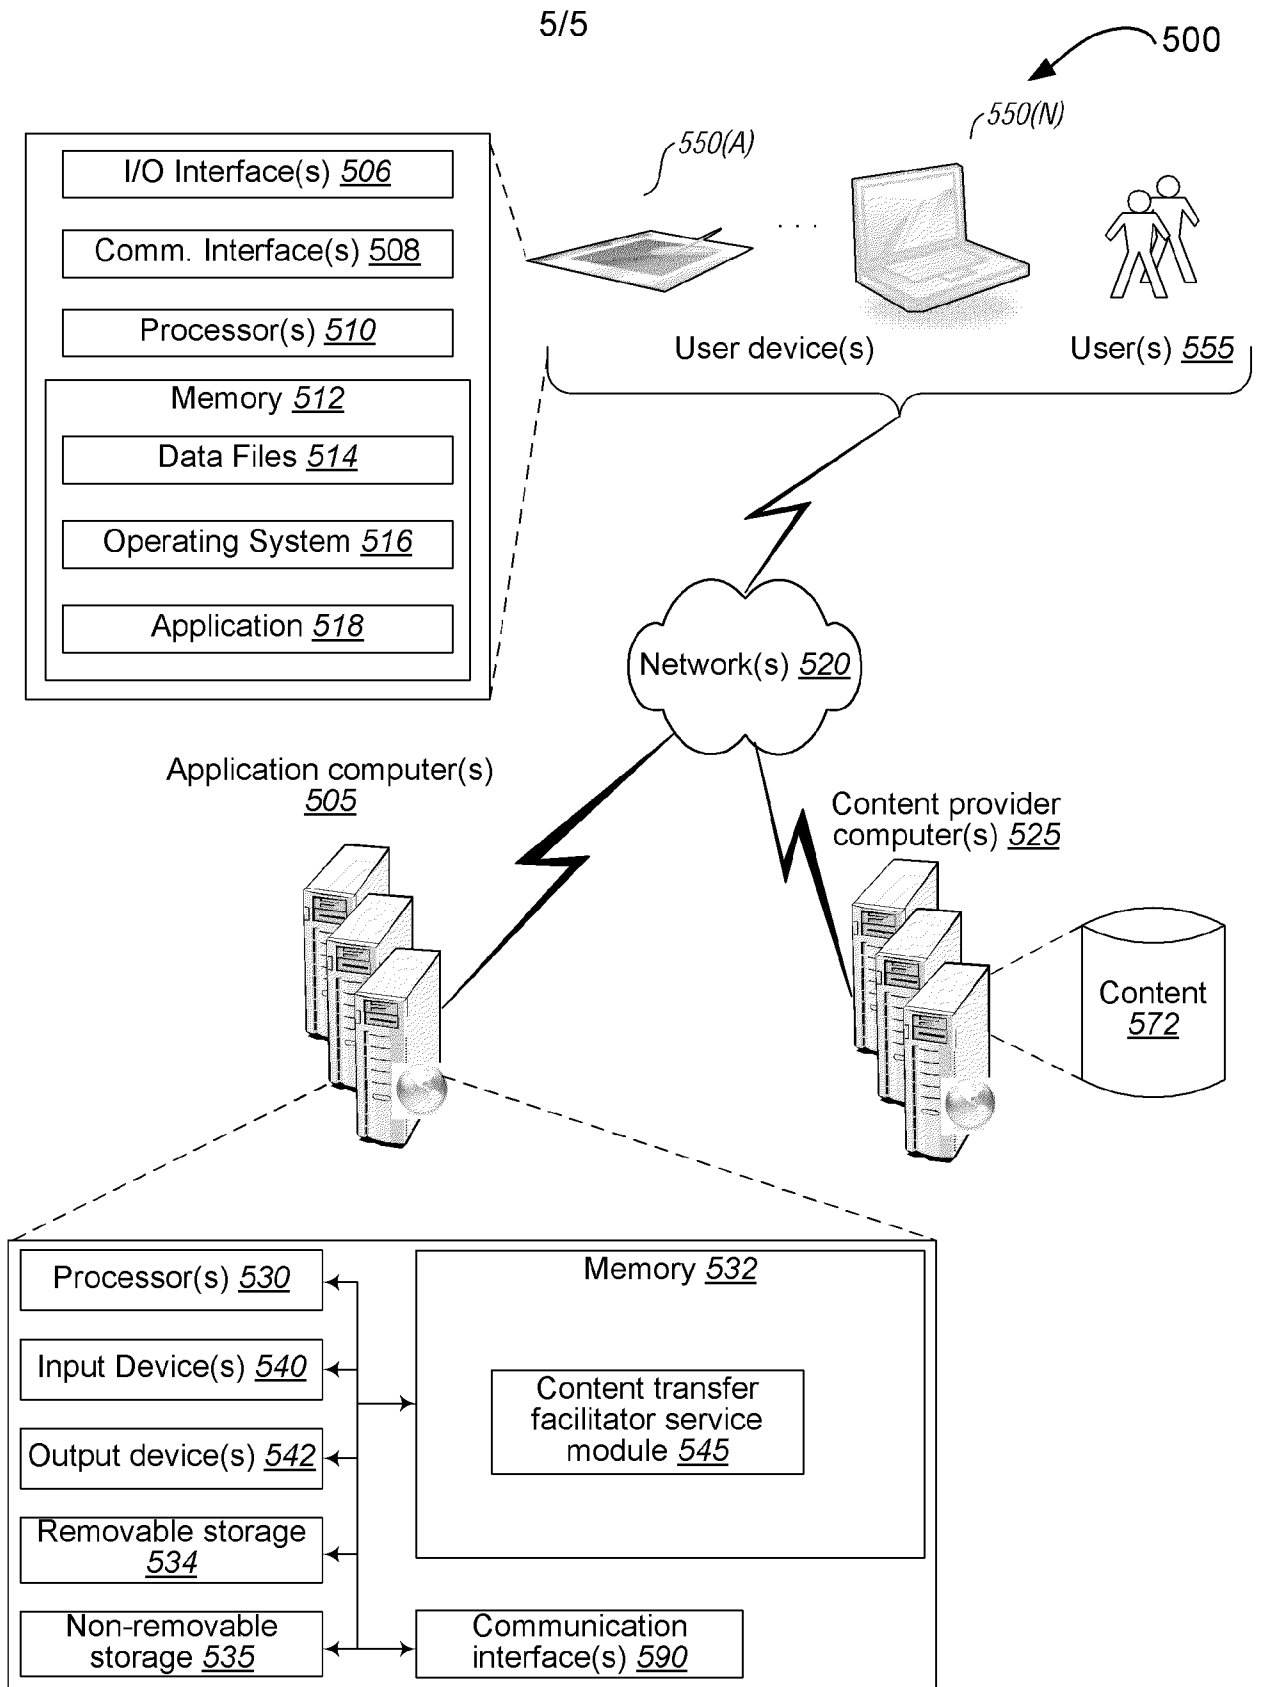 5/5
500
550(A)
550(N)
I/O Interface(s) 506
Comm. Interface(s) 508
Processor(s) 510
Memory 512
Data Files 514
Operating System 516
Application 518
. . .
User device(s)
User(s) 555
Network(s) 520
Application computer(s)
505
Content provider
computer(s) 525
Content
572
Processor(s) 530
Input Device(s) 540
Output device(s) 542
Removable storage
534
Non-removable
storage 535
Memory 532
Content transfer
facilitator service
module 545
Communication
interface(s) 590